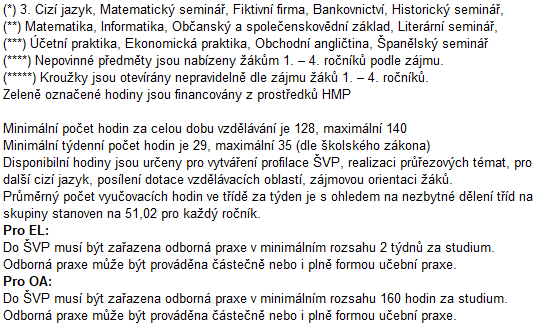 (*) 3. Cizí jazyk, Matematický seminář, Fiktivní firma, Bankovnictví, Historický seminář,
(**) Matematika, Informatika, Občanský a společenskovědní základ, Literární seminář,
(***) Účetní praktika, Ekonomická praktika, Obchodní angličtina, Španělský seminář
(****) Nepovinné předměty jsou nabízeny žákům 1. – 4. ročníků podle zájmu.
(*****) Kroužky jsou otevírány nepravidelně dle zájmu žáků 1. – 4. ročníků.
Zeleně označené hodiny jsou financovány z prostředků HMP

Minimální počet hodin za celou dobu vzdělávání je 128, maximální 140
Minimální týdenní počet hodin je 29, maximální 35 (dle školského zákona)
Disponibilní hodiny jsou určeny pro vytváření profilace ŠVP, realizaci průřezových témat, pro
další cizí jazyk, posílení dotace vzdělávacích oblastí, zájmovou orientaci žáků.
Průměrný počet vyučovacích hodin ve třídě za týden je s ohledem na nezbytné dělení tříd na
skupiny stanoven na 51,02 pro každý ročník.
Pro EL:
Do ŠVP musí být zařazena odborná praxe v minimálním rozsahu 2 týdnů za studium.
Odborná praxe může být prováděna částečně nebo i plně formou učební praxe.
Pro OA:
Do ŠVP musí být zařazena odborná praxe v minimálním rozsahu 160 hodin za studium.
Odborná praxe může být prováděna částečně nebo i plně formou učební praxe.